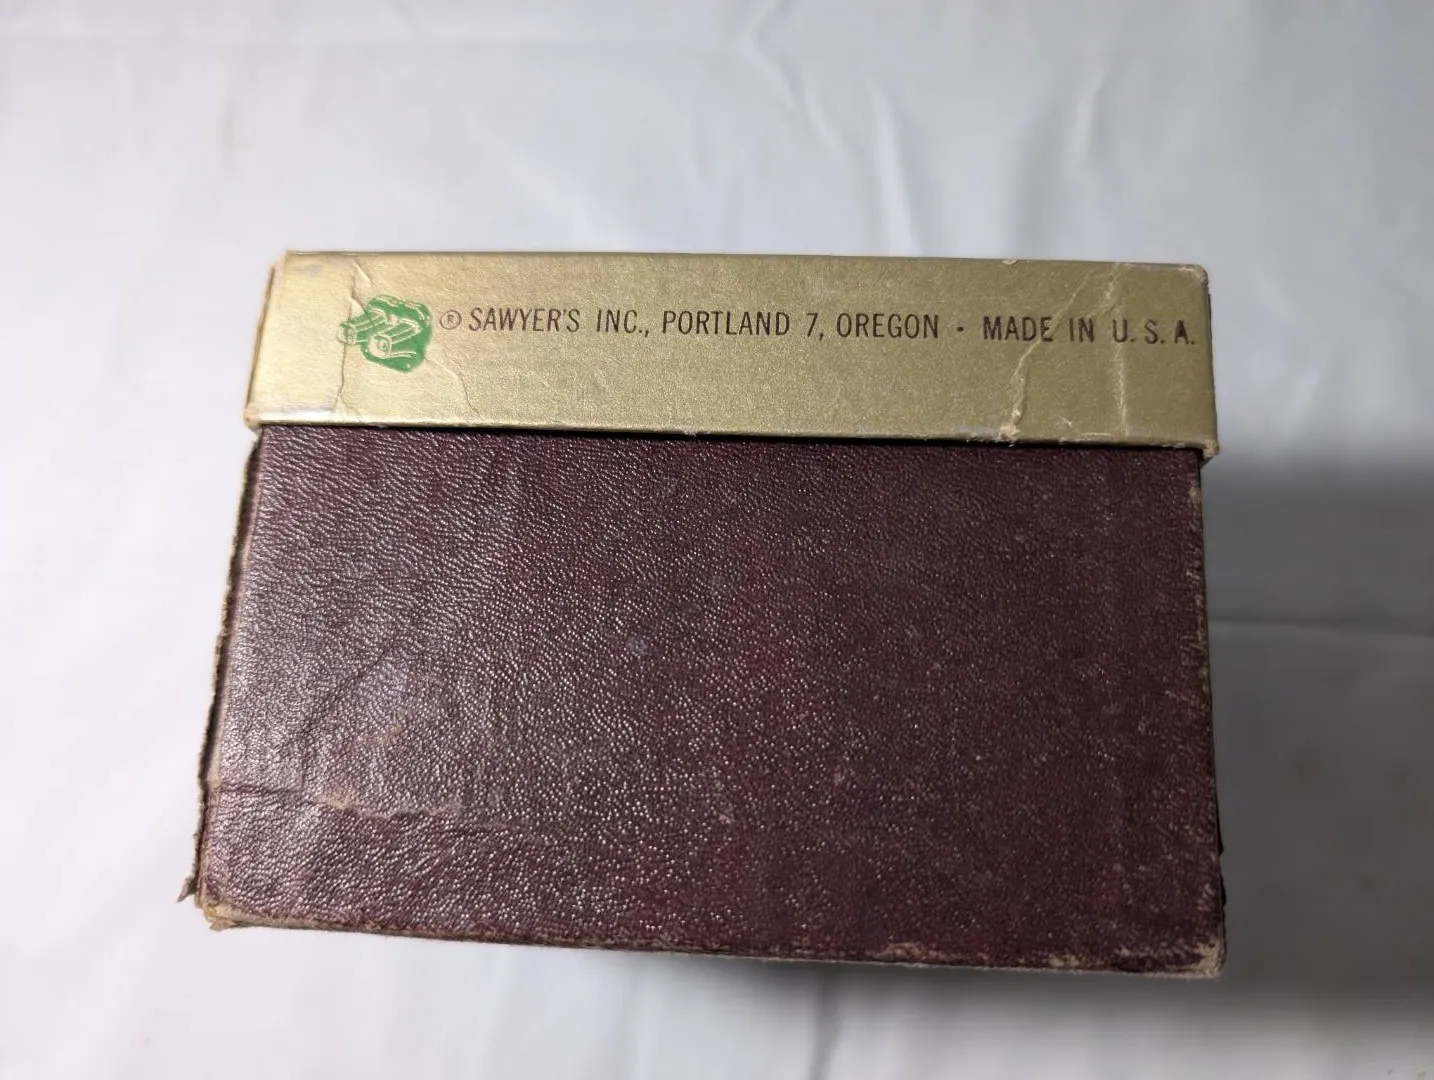 ® SAWYER'S INC., PORTLAND 7, OREGON · MADE IN U. S. A.